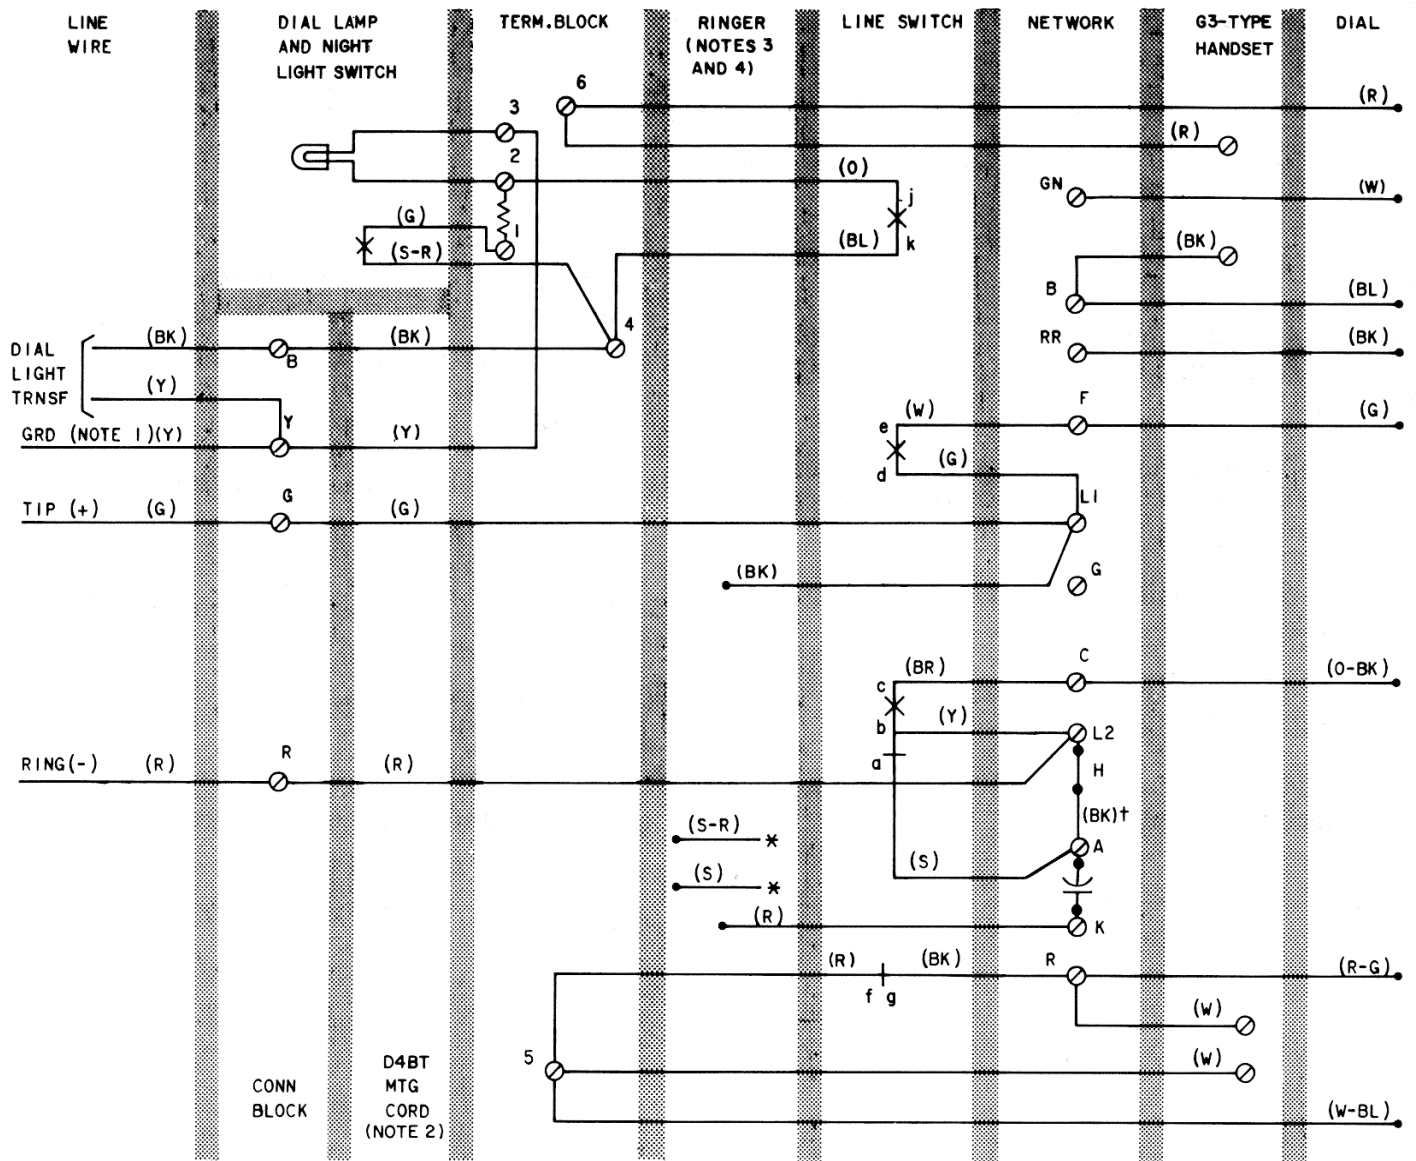 LINE
WIRE
DIAL LAMP
AND NIGHT
LIGHT SWITCH
TERM.BLOCK
RINGER
(NOTES 3
AND 4)
LINE SWITCH
NETWORK
G3-TYPE
HANDSET
DIAL
6
(R)
3
(R)
2
(O)
GN
(W)
j
(G)
1
(BL)
k
(BK)
(S-R)
B
(BL)
4
(BK)
(BK)
RR
(BK)
DIAL
LIGHT
TRNSF
B
(Y)
F
(W)
(G)
e
Y
GRD (NOTE 1)(Y)
(Y)
d
(G)
G
L1
TIP (+)
(G)
(G)
(BK)
G
C
(BR)
(O-BK)
c
(Y)
b
L2
R
RING(-)
(R)
(R)
a
H
(BK)†
(S-R)
*
A
(S)
(S)
*
(R)
K
(R)
(BK)
R
(R-G)
f g
(W)
5
(W)
D4BT
MTG
CORD
(NOTE 2)
CONN
BLOCK
(W-BL)